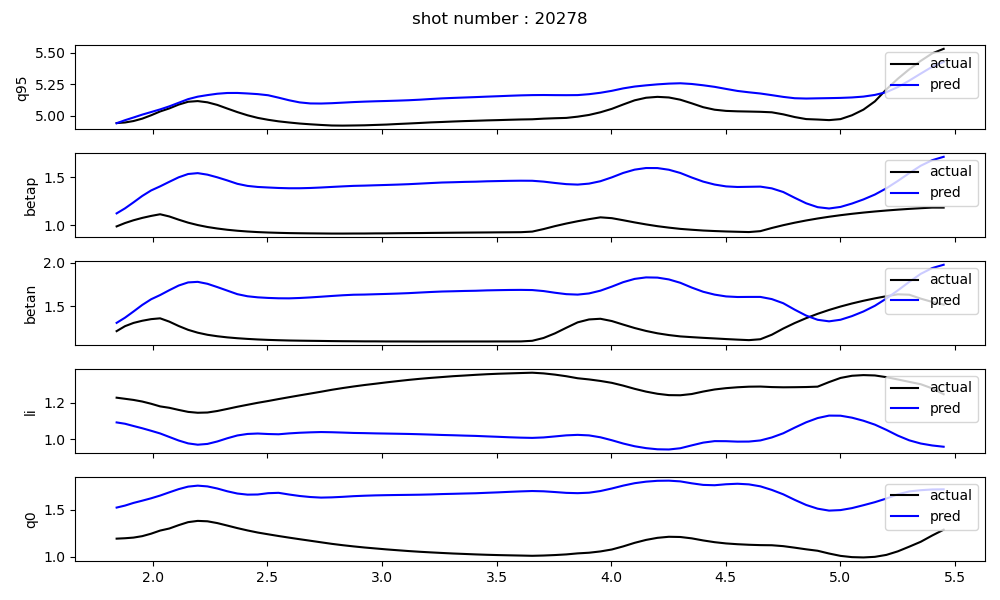 shot number : 20278
5.50
5.25
5.00
q95
actual
pred
1.5
1.0
betap
actual
pred
2.0
1.5
betan
actual
pred
1.2
1.0
li
actual
pred
1.5
1.0
q0
actual
pred
2.0 2.5 3.0 3.5 4.0 4.5 5.0 5.5